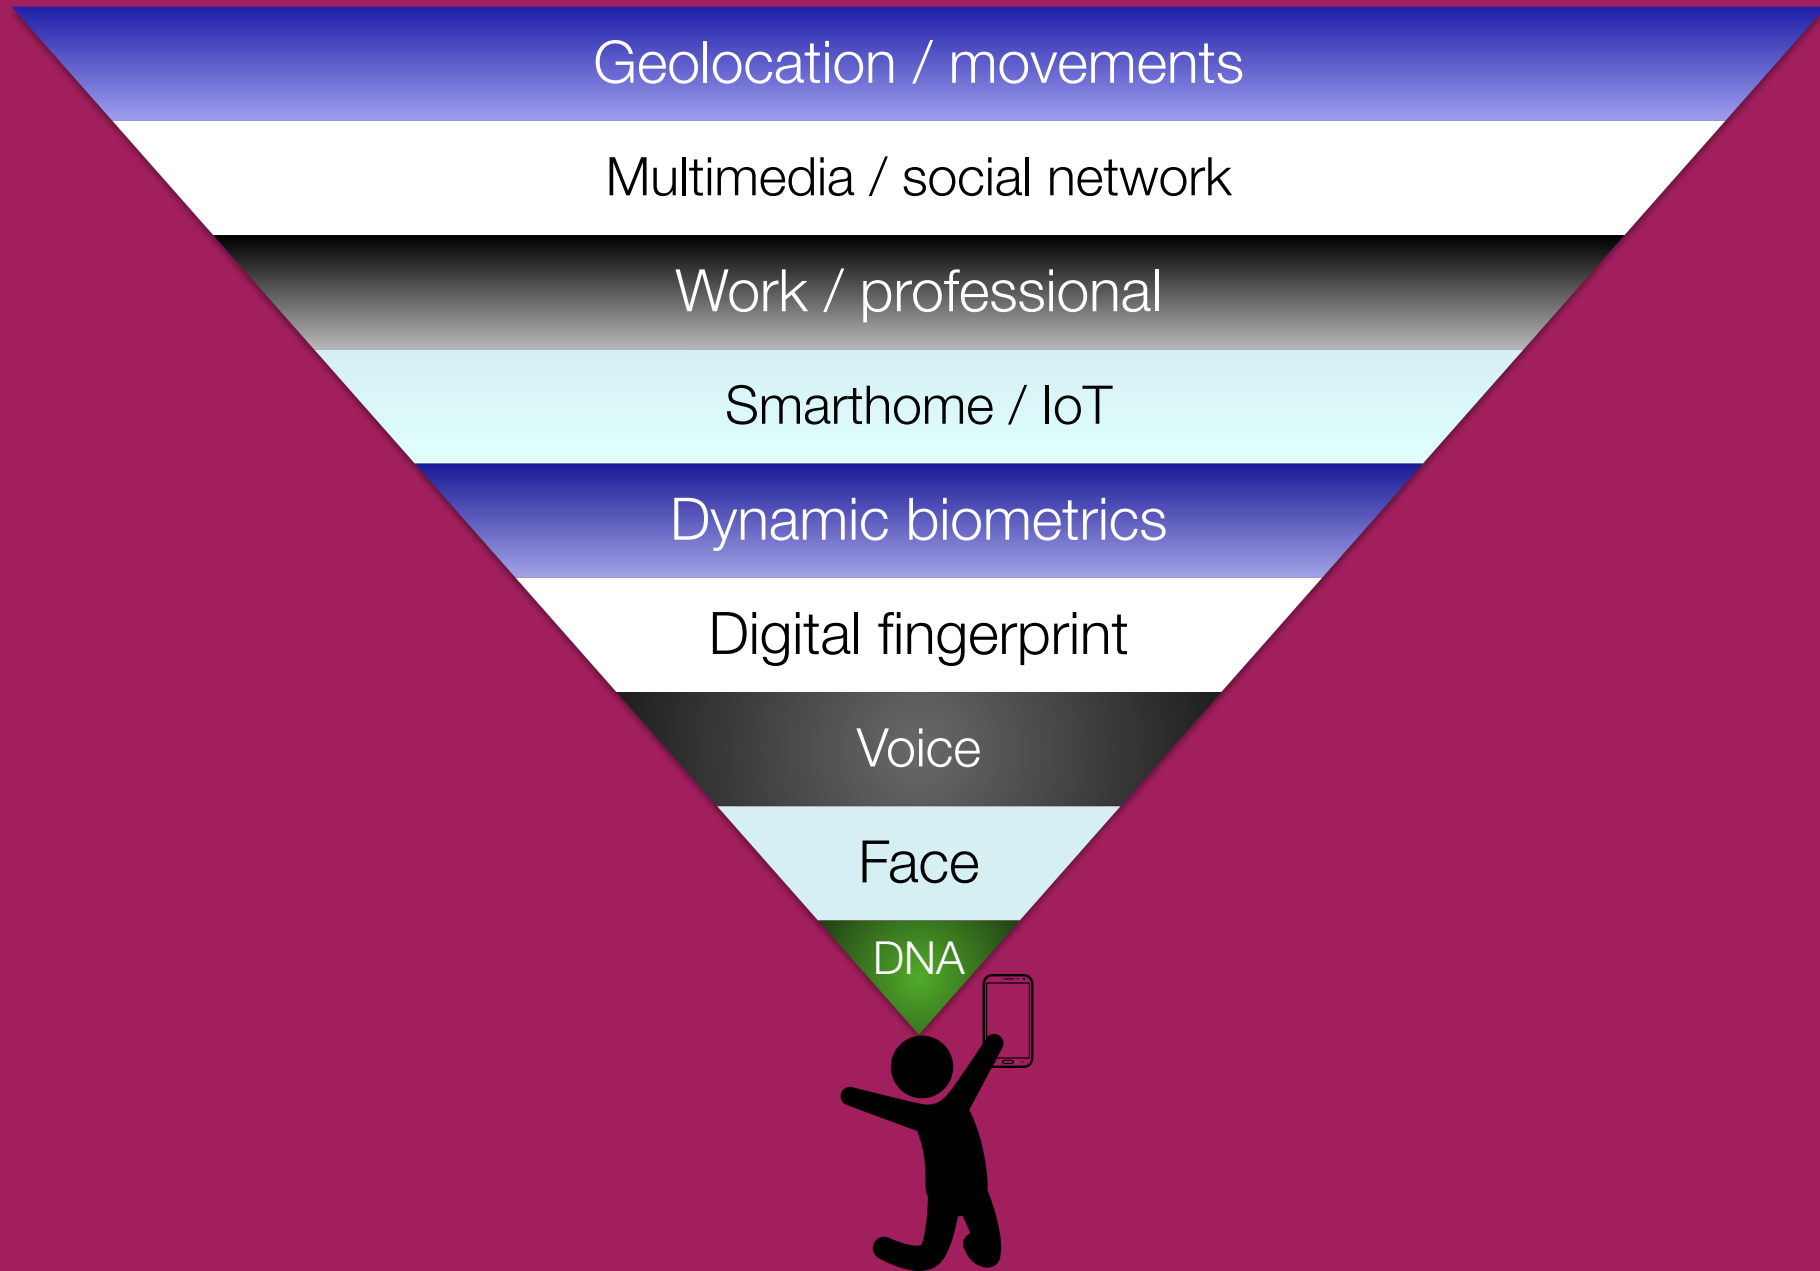 Geolocation / movements
Multimedia / social network
Work / professional
Smarthome / IoT
Dynamic biometrics
Digital fingerprint
Voice
Face
DNA